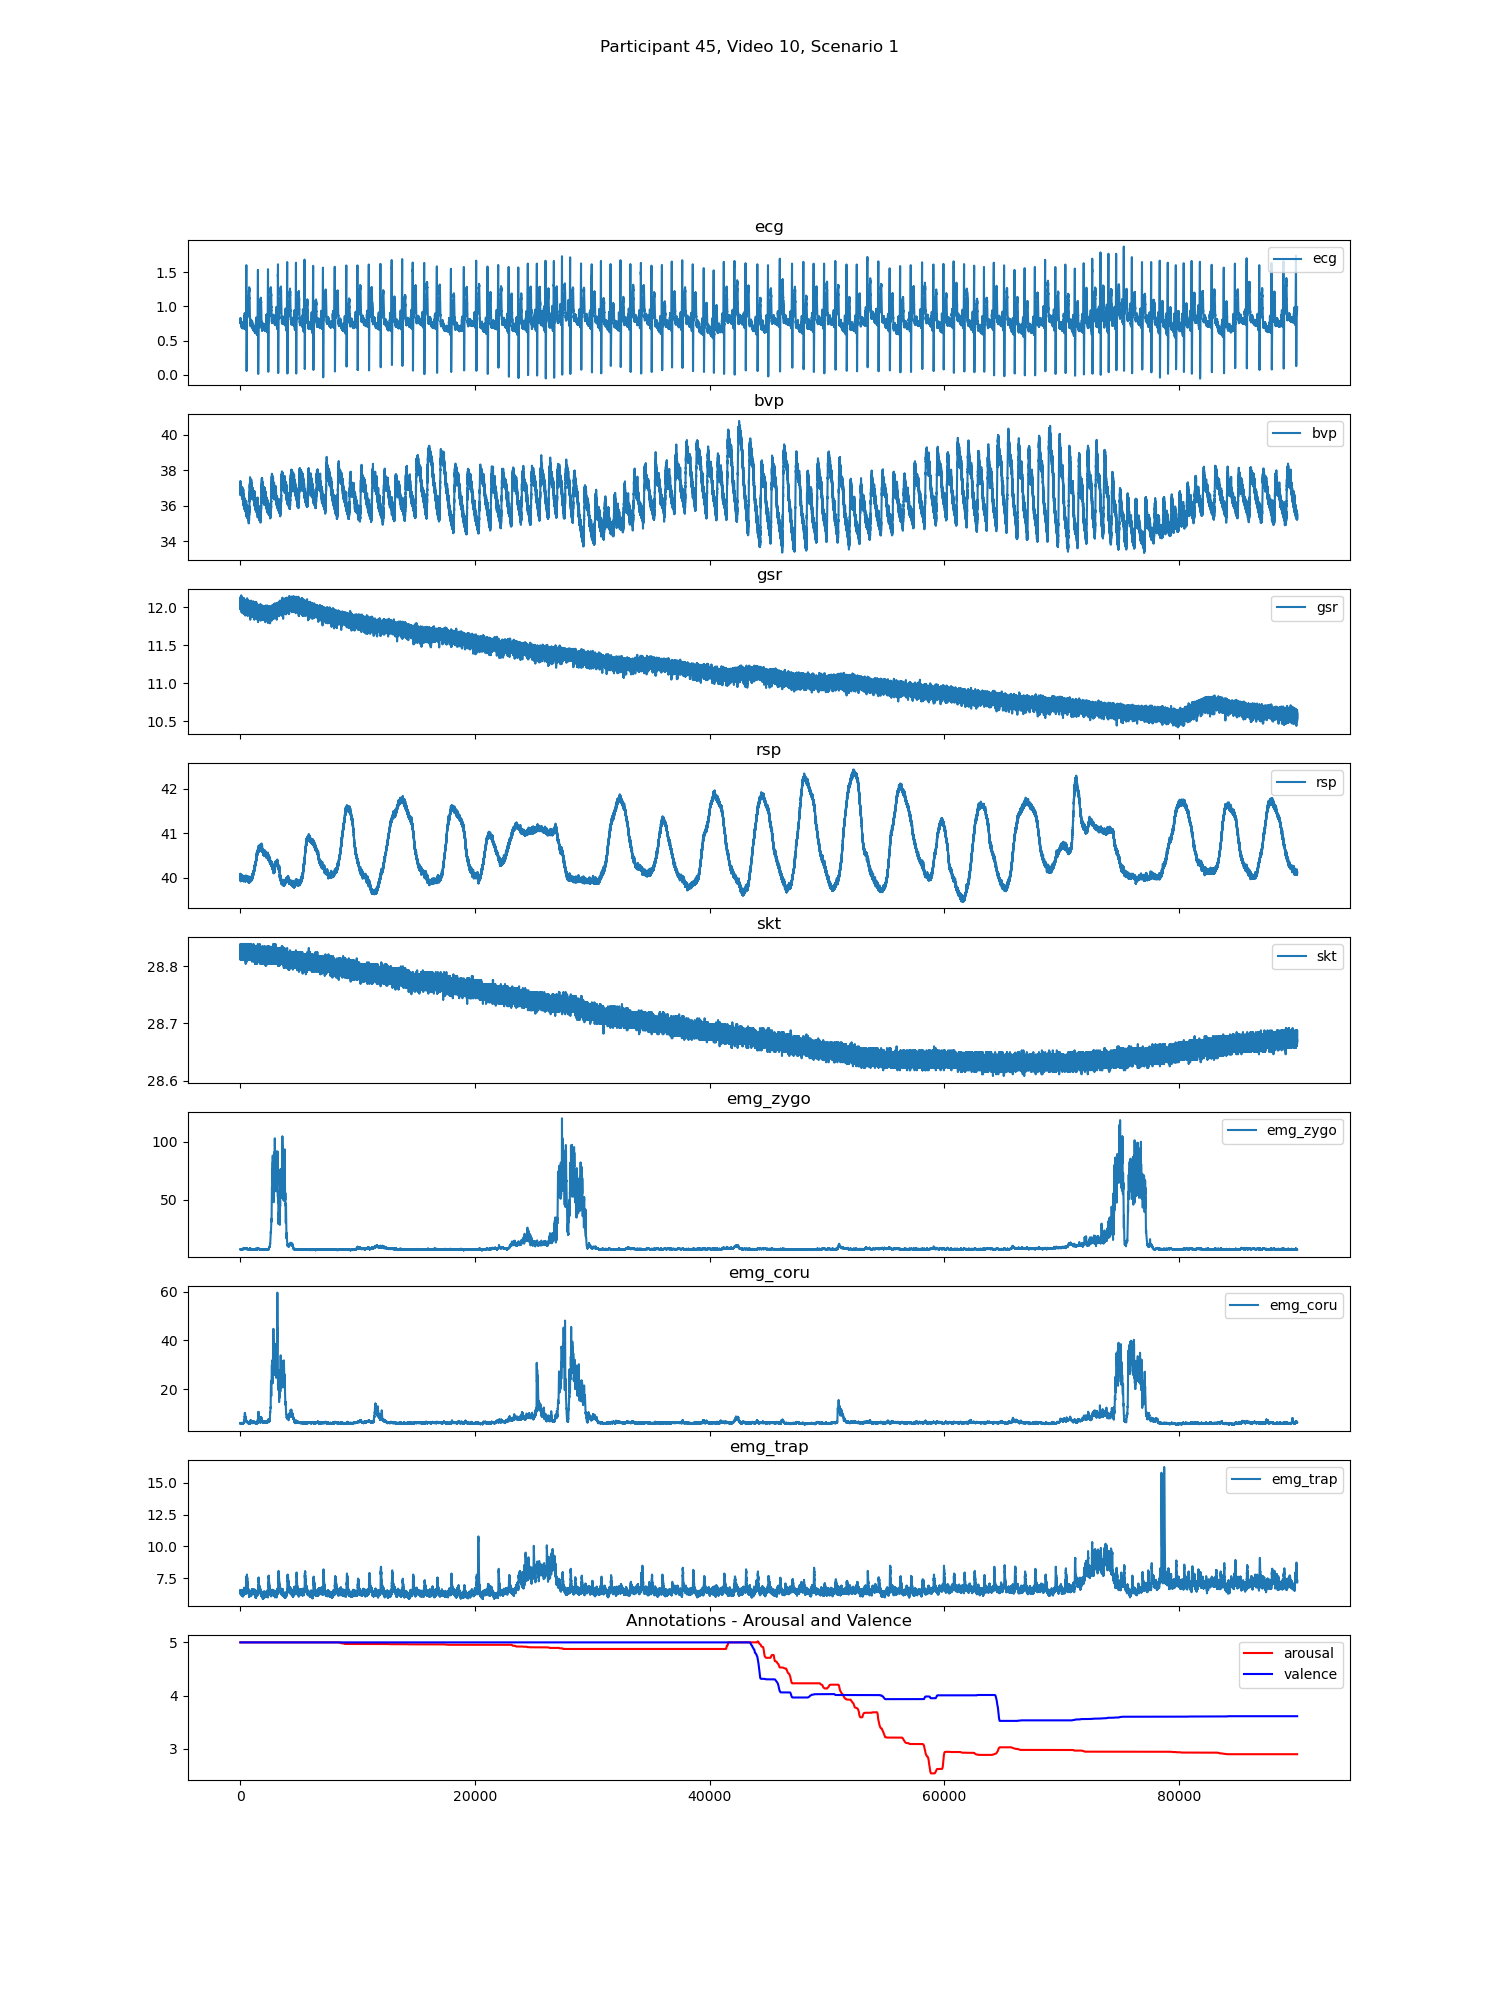 Participant 45, Video 10, Scenario 1
ecg
ecg
1.5
1.0
0.5
0.0
bvp
bvp
40
38
36
34
gsr
gsr
12.0
11.5
11.0
10.5
rsp
rsp
42
41
40
skt
skt
28.8
28.7
28.6
emg_zygo
emg_zygo
100
50
emg_coru
emg_coru
60
40
20
emg_trap
emg_trap
15.0
12.5
10.0
7.5
Annotations - Arousal and Valence
arousal
valence
5
4
3
0 20000 40000 60000 80000